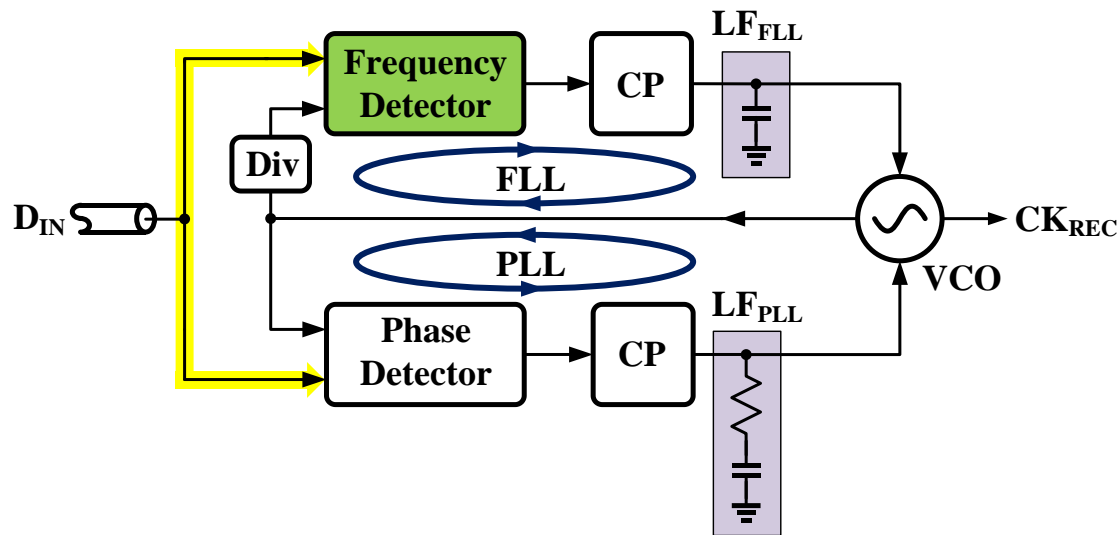 LF_FLL
Frequency
Detector
CP
Div
FLL
D_IN
CK_REC
PLL
VCO
LF_PLL
Phase
Detector
CP